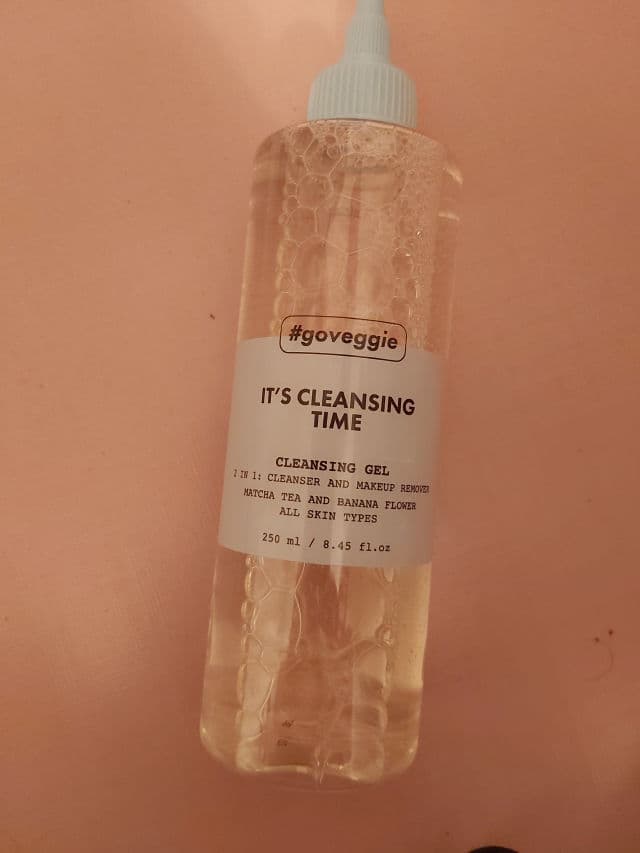 #goveggie
IT'S CLEANSING
TIME
CLEANSING GEL
2 IN 1: CLEANSER AND MAKEUP REMOVER
MATCHA TEA AND BANANA FLOWER
ALL SKIN TYPES
250 ml / 8.45 fl.oz